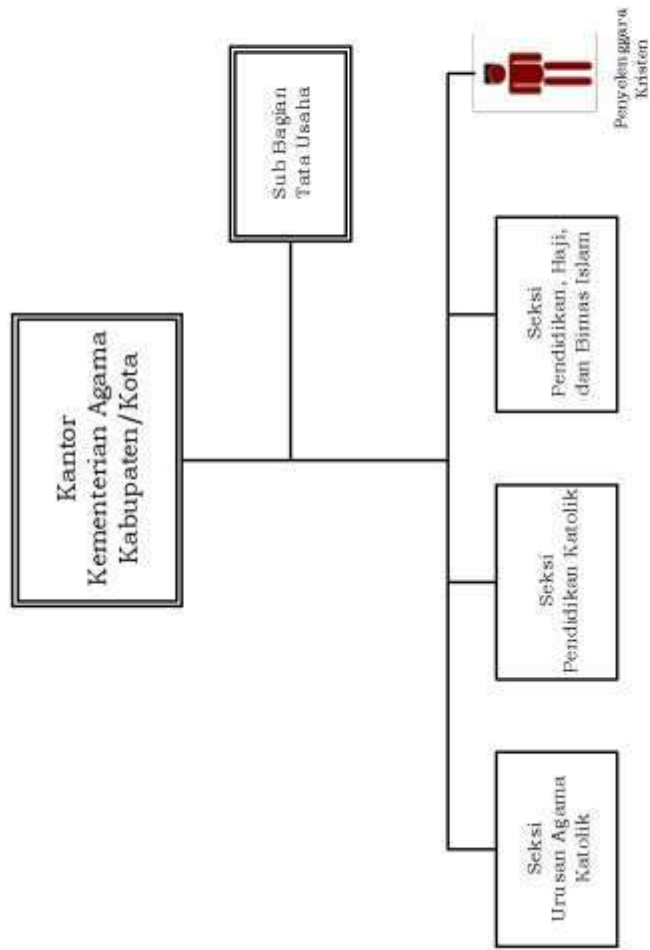 Kantor
Kementerian Agama
Kabupaten/Kota
Sub Bagian
Tata Usaha
Seksi
Urusan Agama
Katolik
Seksi
Pendidikan Katolik
Seksi
Pendidikan, Haji,
dan Bimas Islam
Penyelenggara
Kristen